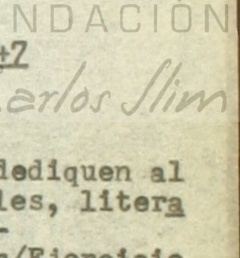 NDACIÓN
+7
arlos Slim
dediquen al
les, litera